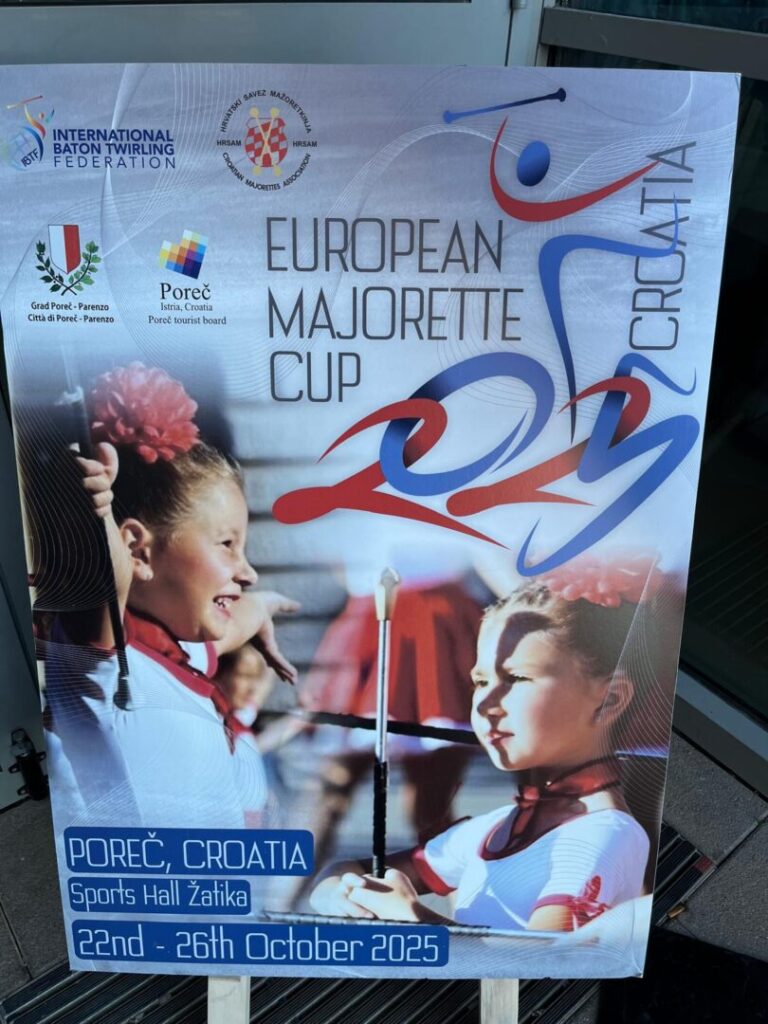 IBTF
INTERNATIONAL
BATON TWIRLING
FEDERATION
HRVATSKI SAVEZ MAŽORETKINJA
HRSAM HRSAM
CROATIAN MAJORETTES ASSOCIATION
Grad Poreč - Parenzo
Città di Poreč - Parenzo
Poreč
Istria, Croatia
Poreč tourist board
EUROPEAN
MAJORETTE
CUP
CROATIA
2025
POREČ, CROATIA
Sports Hall Žatika
22nd - 26th October 2025